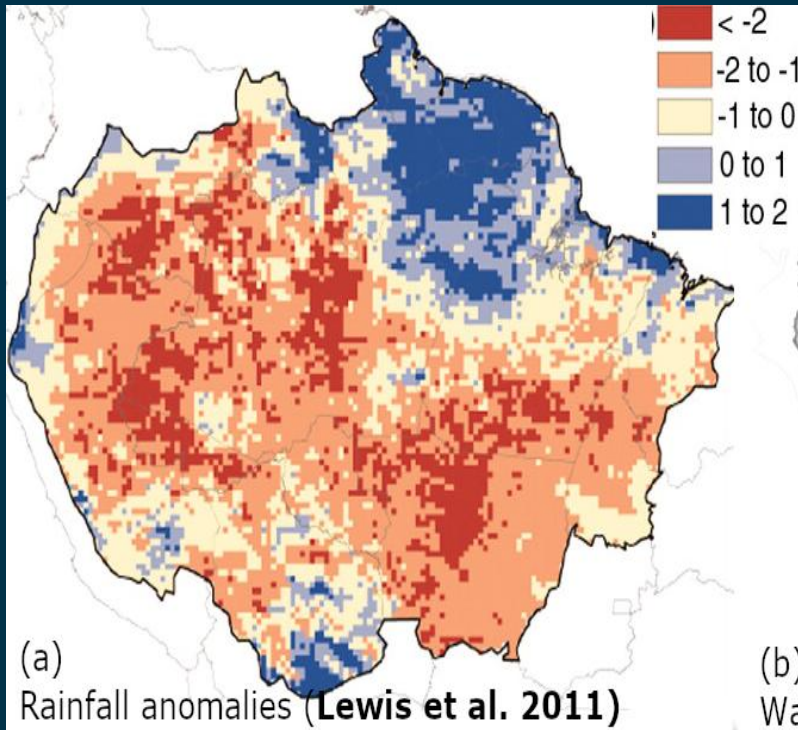 < -2
-2 to -1
-1 to 0
0 to 1
1 to 2
(a)
Rainfall anomalies (Lewis et al. 2011)
(b)
Wa